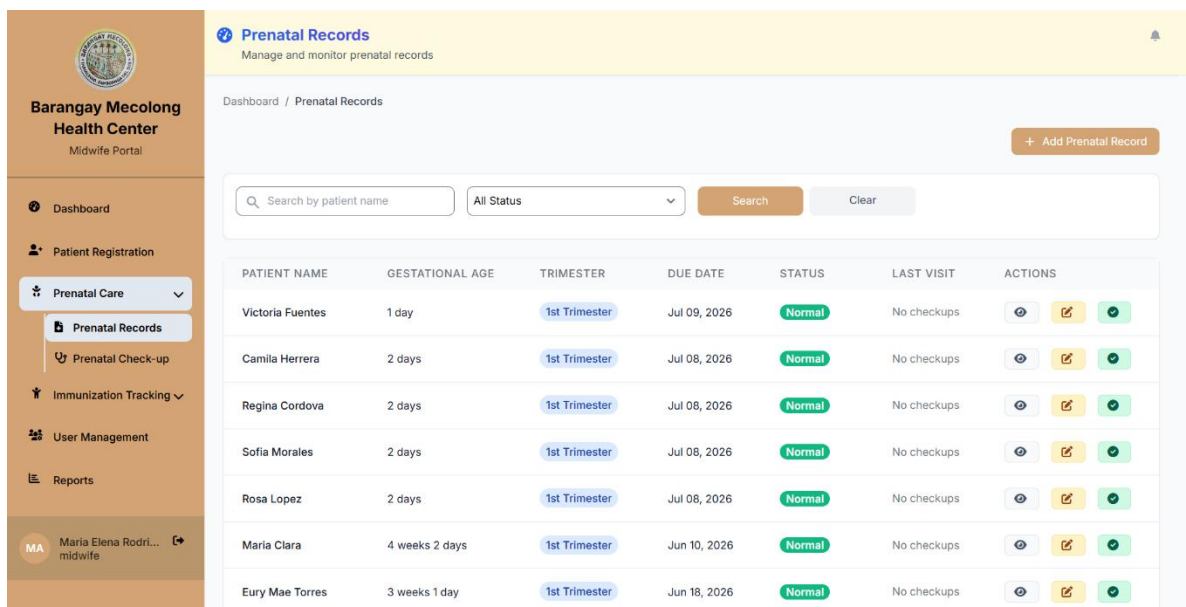 Barangay Mecolong
Health Center
Midwife Portal
Dashboard
Patient Registration
Prenatal Care
Prenatal Records
Prenatal Check-up
Immunization Tracking
User Management
Reports
MA
Maria Elena Rodri...
midwife
Prenatal Records
Manage and monitor prenatal records
Dashboard / Prenatal Records
+ Add Prenatal Record
Search by patient name All Status Search Clear
PATIENT NAME GESTATIONAL AGE TRIMESTER DUE DATE STATUS LAST VISIT ACTIONS
Victoria Fuentes 1 day 1st Trimester Jul 09, 2026 Normal No checkups
Camila Herrera 2 days 1st Trimester Jul 08, 2026 Normal No checkups
Regina Cordova 2 days 1st Trimester Jul 08, 2026 Normal No checkups
Sofia Morales 2 days 1st Trimester Jul 08, 2026 Normal No checkups
Rosa Lopez 2 days 1st Trimester Jul 08, 2026 Normal No checkups
Maria Clara 4 weeks 2 days 1st Trimester Jun 10, 2026 Normal No checkups
Eury Mae Torres 3 weeks 1 day 1st Trimester Jun 18, 2026 Normal No checkups